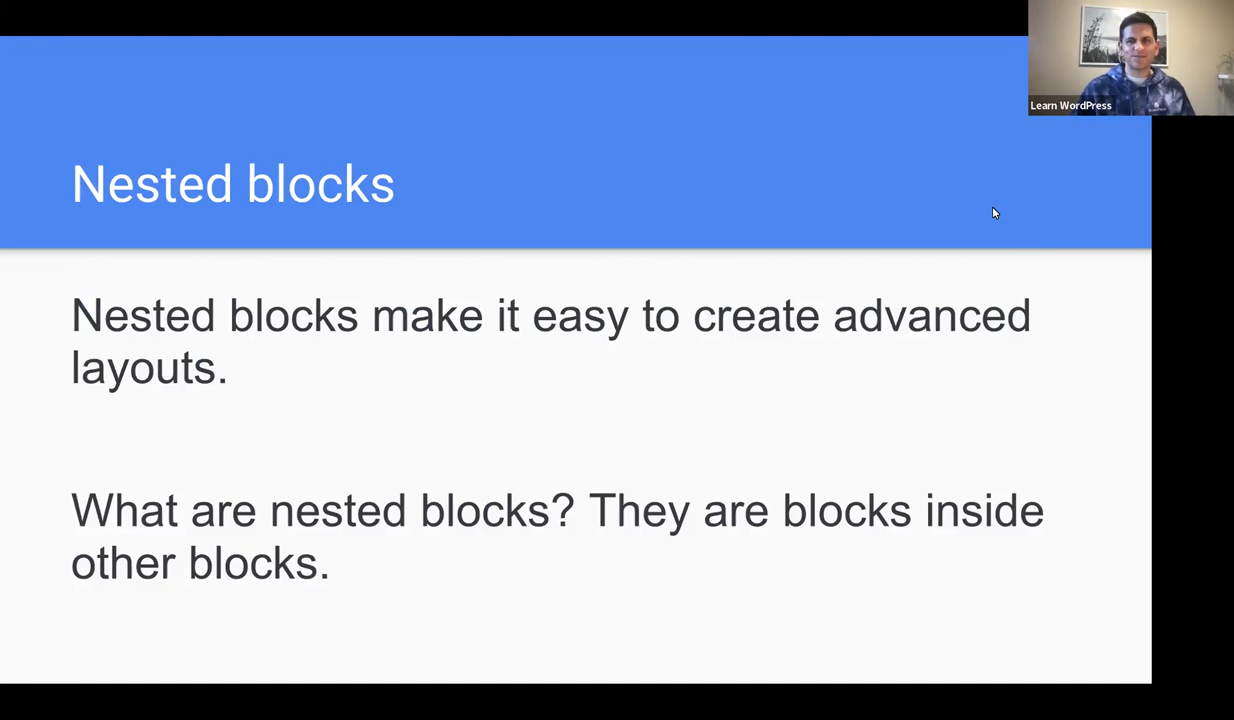 Learn WordPress
Nested blocks
Nested blocks make it easy to create advanced
layouts.
What are nested blocks? They are blocks inside
other blocks.